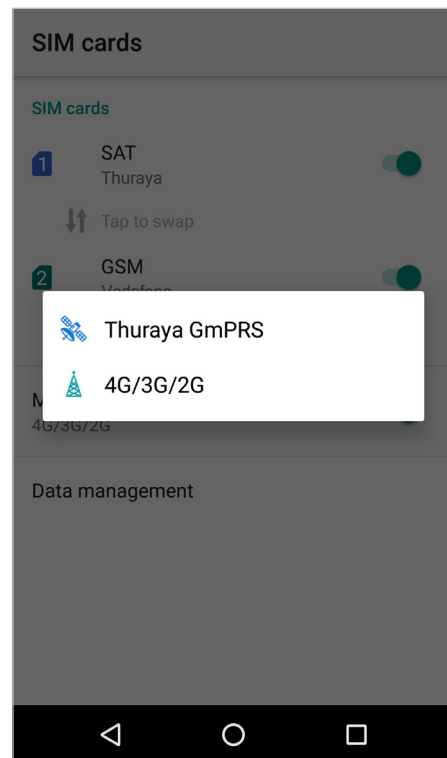 SIM cards
SIM cards
1
SAT
Thuraya
Tap to swap
2
GSM
Vodafone
Thuraya GmPRS
4G/3G/2G
4G/3G/2G
Data management